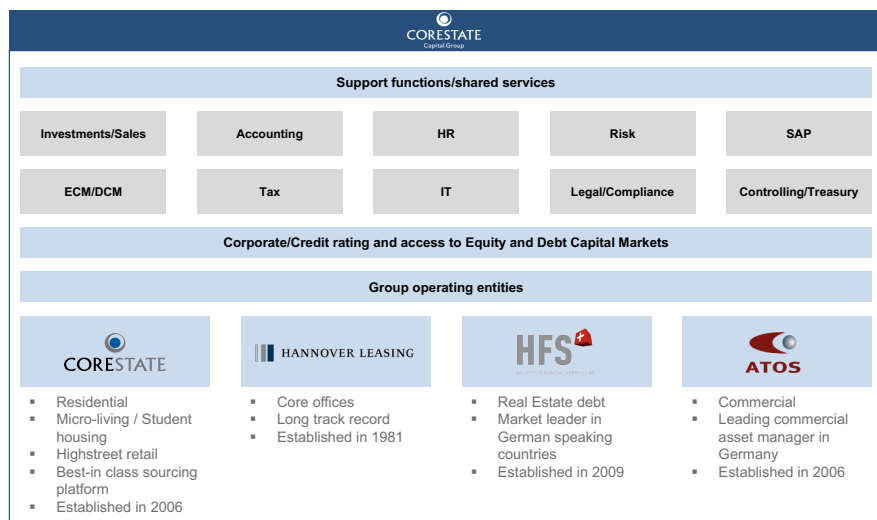 CORESTATE
Capital Group
Support functions/shared services
Investments/Sales
Accounting
HR
Risk
SAP
ECM/DCM
Tax
IT
Legal/Compliance
Controlling/Treasury
Corporate/Credit rating and access to Equity and Debt Capital Markets
Group operating entities
CORESTATE
▪ Residential
▪ Micro-living / Student
housing
▪ Highstreet retail
▪ Best-in class sourcing
platform
▪ Established in 2006
HANNOVER LEASING
▪ Core offices
▪ Long track record
▪ Established in 1981
HFS
▪ Real Estate debt
▪ Market leader in
German speaking
countries
▪ Established in 2009
ATOS
▪ Commercial
▪ Leading commercial
asset manager in
Germany
▪ Established in 2006